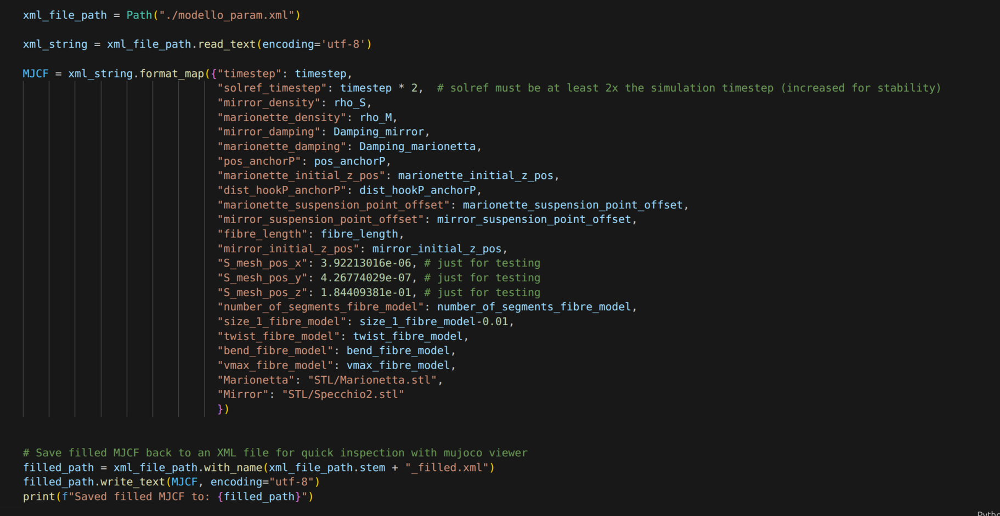 xml_file_path = Path("./modello_param.xml")
xml_string = xml_file_path.read_text(encoding='utf-8')
MJCF = xml_string.format_map({"timestep": timestep,
"solref_timestep": timestep * 2,  # solref must be at least 2x the simulation timestep (increased for stability)
"mirror_density": rho_S,
"marionette_density": rho_M,
"mirror_damping": Damping_mirror,
"marionette_damping": Damping_marionetta,
"pos_anchorP": pos_anchorP,
"marionette_initial_z_pos": marionette_initial_z_pos,
"dist_hookP_anchorP": dist_hookP_anchorP,
"marionette_suspension_point_offset": marionette_suspension_point_offset,
"mirror_suspension_point_offset": mirror_suspension_point_offset,
"fibre_length": fibre_length,
"mirror_initial_z_pos": mirror_initial_z_pos,
"S_mesh_pos_x": 3.92213016e-06, # just for testing
"S_mesh_pos_y": 4.26774029e-07, # just for testing
"S_mesh_pos_z": 1.84409381e-01, # just for testing
"number_of_segments_fibre_model": number_of_segments_fibre_model,
"size_1_fibre_model": size_1_fibre_model-0.01,
"twist_fibre_model": twist_fibre_model,
"bend_fibre_model": bend_fibre_model,
"vmax_fibre_model": vmax_fibre_model,
"Marionetta": "STL/Marionetta.stl",
"Mirror": "STL/Specchio2.stl"
})
# Save filled MJCF back to an XML file for quick inspection with mujoco viewer
filled_path = xml_file_path.with_name(xml_file_path.stem + "_filled.xml")
filled_path.write_text(MJCF, encoding="utf-8")
print(f"Saved filled MJCF to: {filled_path}")